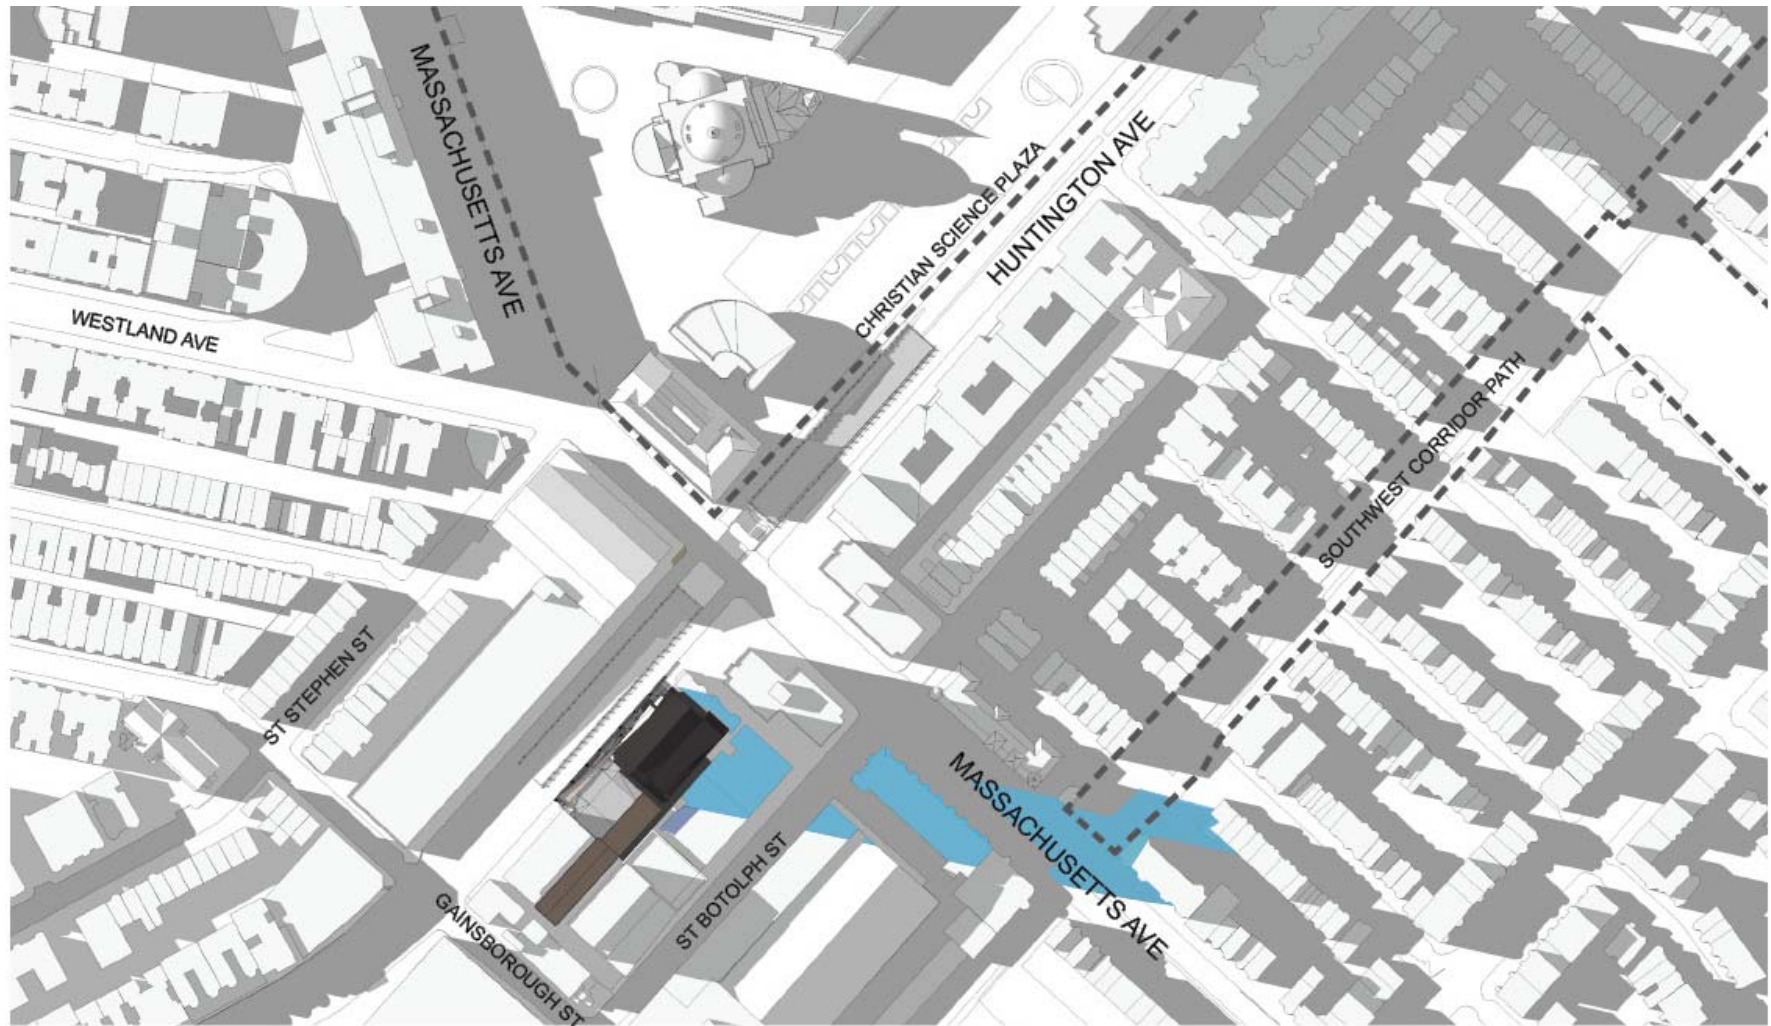 MASSACHUSETTS AVE
CHRISTIAN SCIENCE PLAZA
HUNTINGTON AVE
WESTLAND AVE
SOUTHWEST CORRIDOR PATH
ST STEPHEN ST
MASSACHUSETTS AVE
ST BOTOLPH ST
GAINSBOROUGH ST